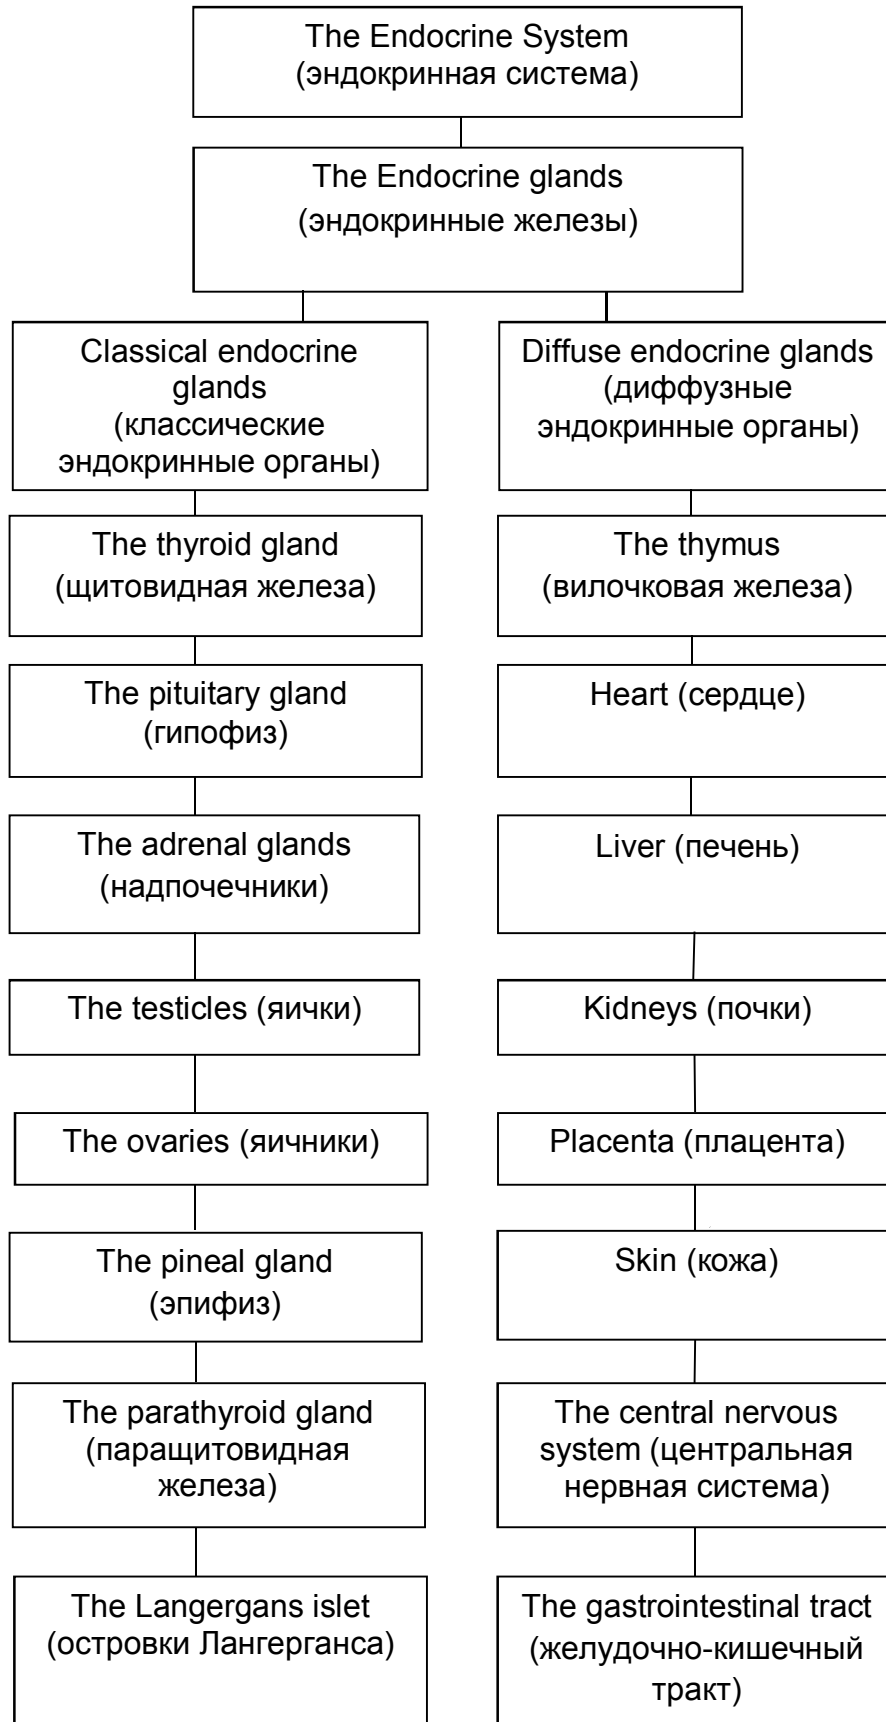 The Endocrine System
(эндокринная система)
The Endocrine glands
(эндокринные железы)
Classical endocrine
glands
(классические
эндокринные органы)
Diffuse endocrine glands
(диффузные
эндокринные органы)
The thyroid gland
(щитовидная железа)
The thymus
(вилочковая железа)
The pituitary gland
(гипофиз)
Heart (сердце)
The adrenal glands
(надпочечники)
Liver (печень)
The testicles (яички)
Kidneys (почки)
The ovaries (яичники)
Placenta (плацента)
The pineal gland
(эпифиз)
Skin (кожа)
The parathyroid gland
(паращитовидная
железа)
The central nervous
system (центральная
нервная система)
The Langergans islet
(островки Лангерганса)
The gastrointestinal tract
(желудочно-кишечный
тракт)